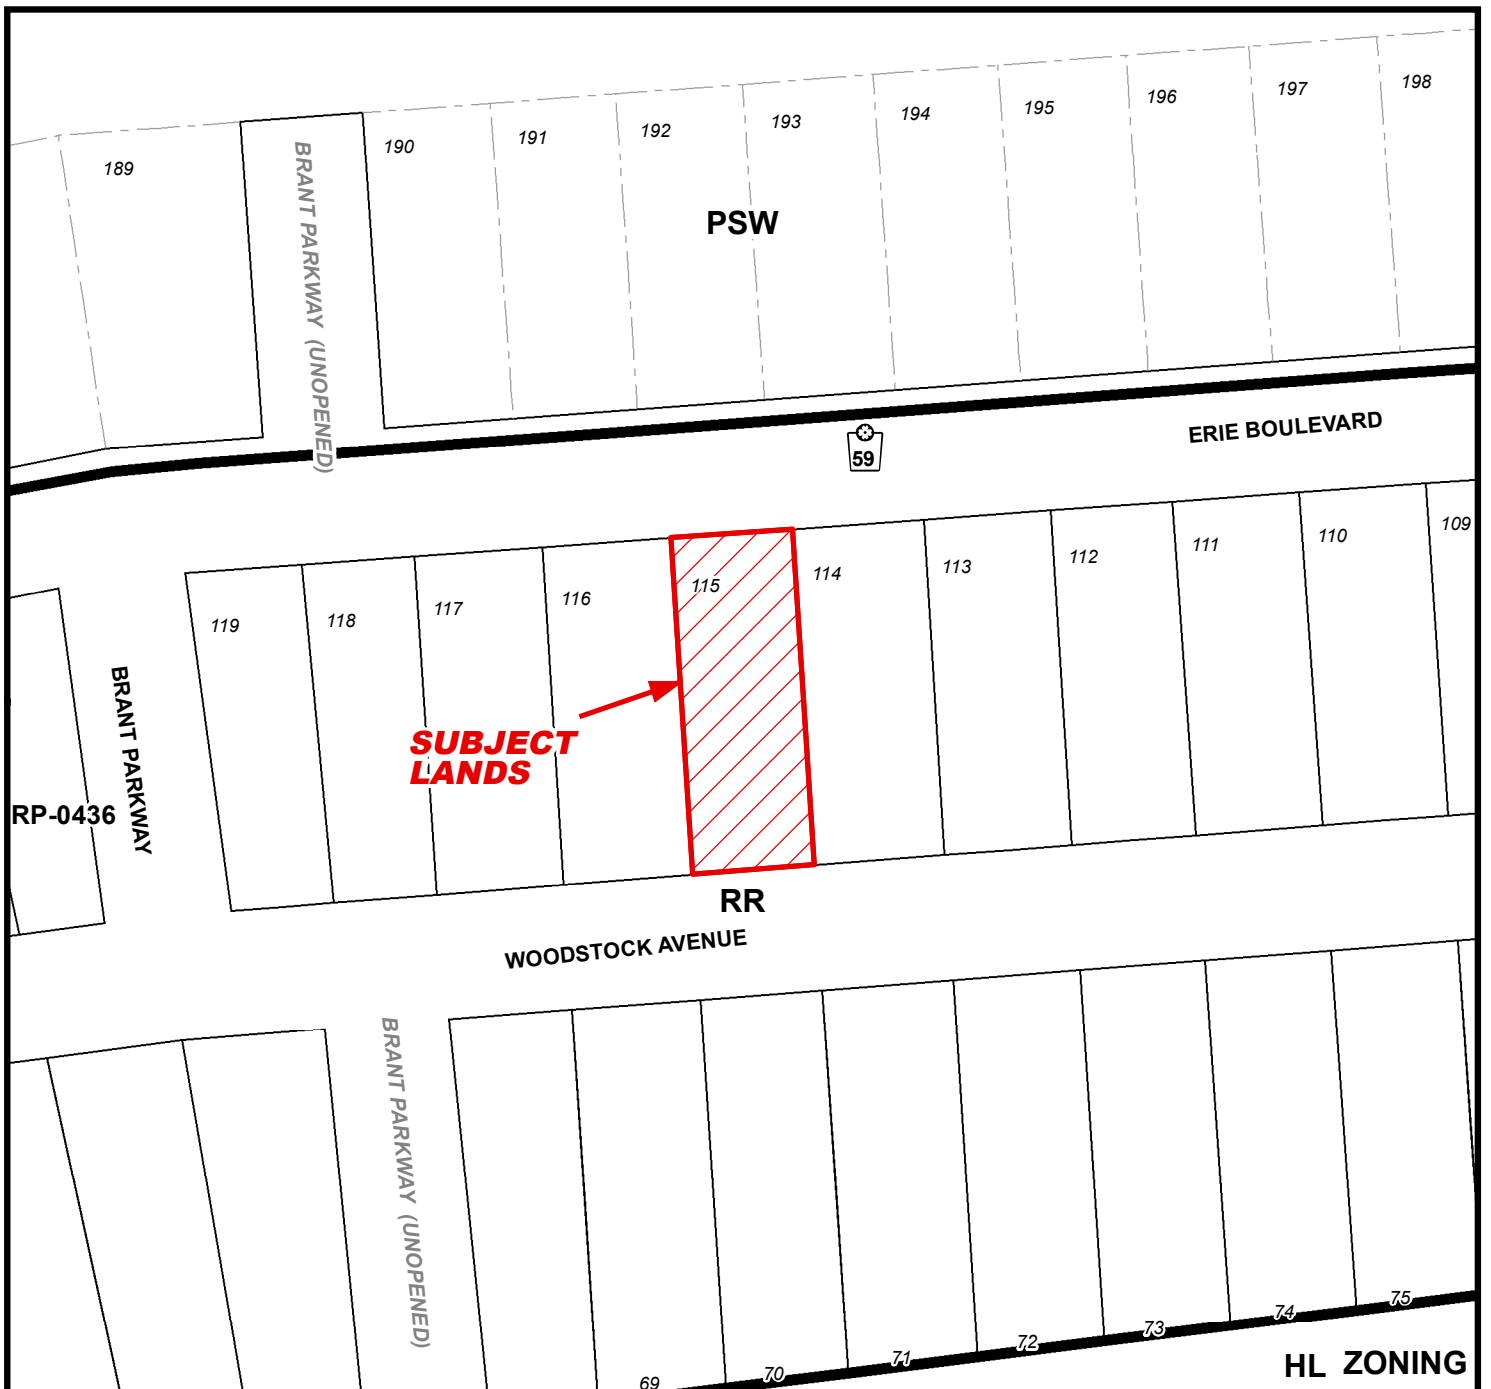 198
197
196
195
194
193
192
191
190
189
BRANT PARKWAY (UNOPENED)
PSW
ERIE BOULEVARD
59
109
110
111
112
113
114
115
116
117
118
119
BRANT PARKWAY
SUBJECT
LANDS
RP-0436
RR
WOODSTOCK AVENUE
BRANT PARKWAY (UNOPENED)
75
74
73
72
71
70
69
HL ZONING